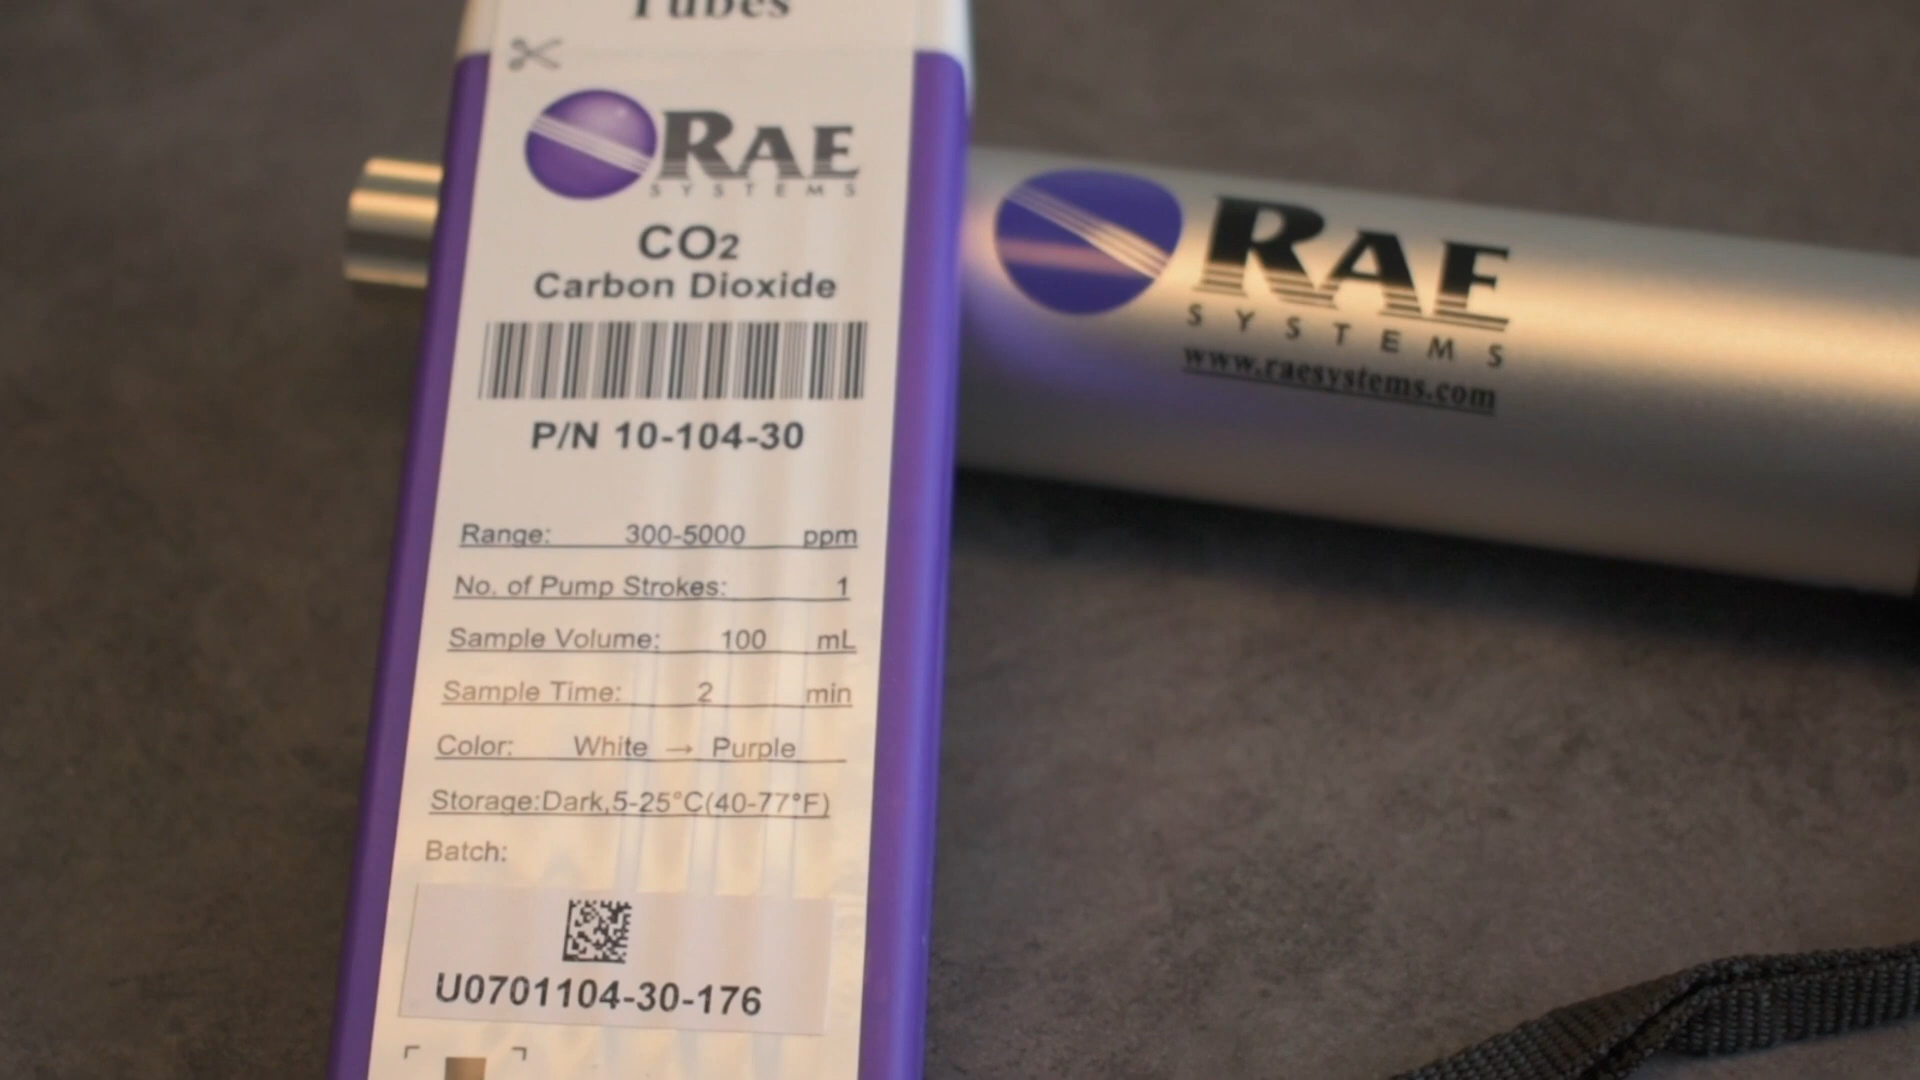 Tubes
RAE
SYSTEMS
CO2
Carbon Dioxide
P/N 10-104-30
Range: 300-5000 ppm
No. of Pump Strokes: 1
Sample Volume: 100 mL
Sample Time: 2 min
Color: White → Purple
Storage:Dark,5-25°C(40-77°F)
Batch:
U0701104-30-176
RAE
SYSTEMS
www.raesystems.com